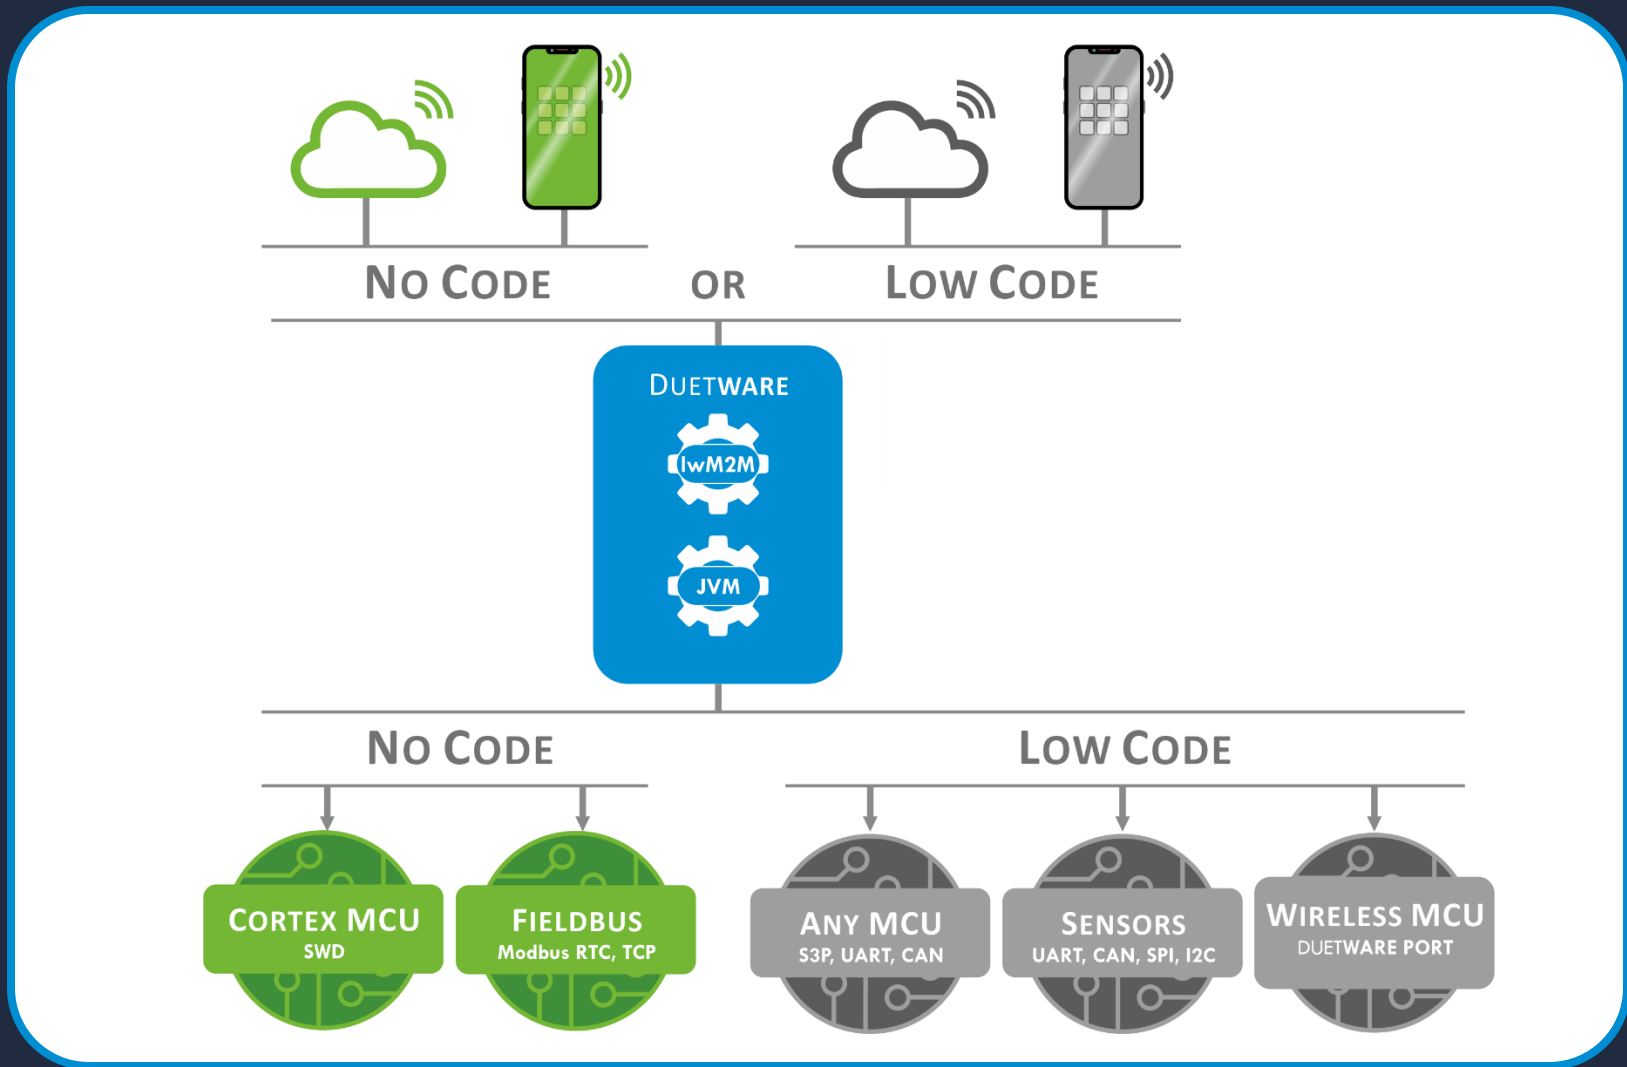 NO CODE OR LOW CODE
DUETWARE
lwM2M
JVM
NO CODE LOW CODE
CORTEX MCU
SWD
FIELDBUS
Modbus RTC, TCP
ANY MCU
S3P, UART, CAN
SENSORS
UART, CAN, SPI, I2C
WIRELESS MCU
DUETWARE PORT